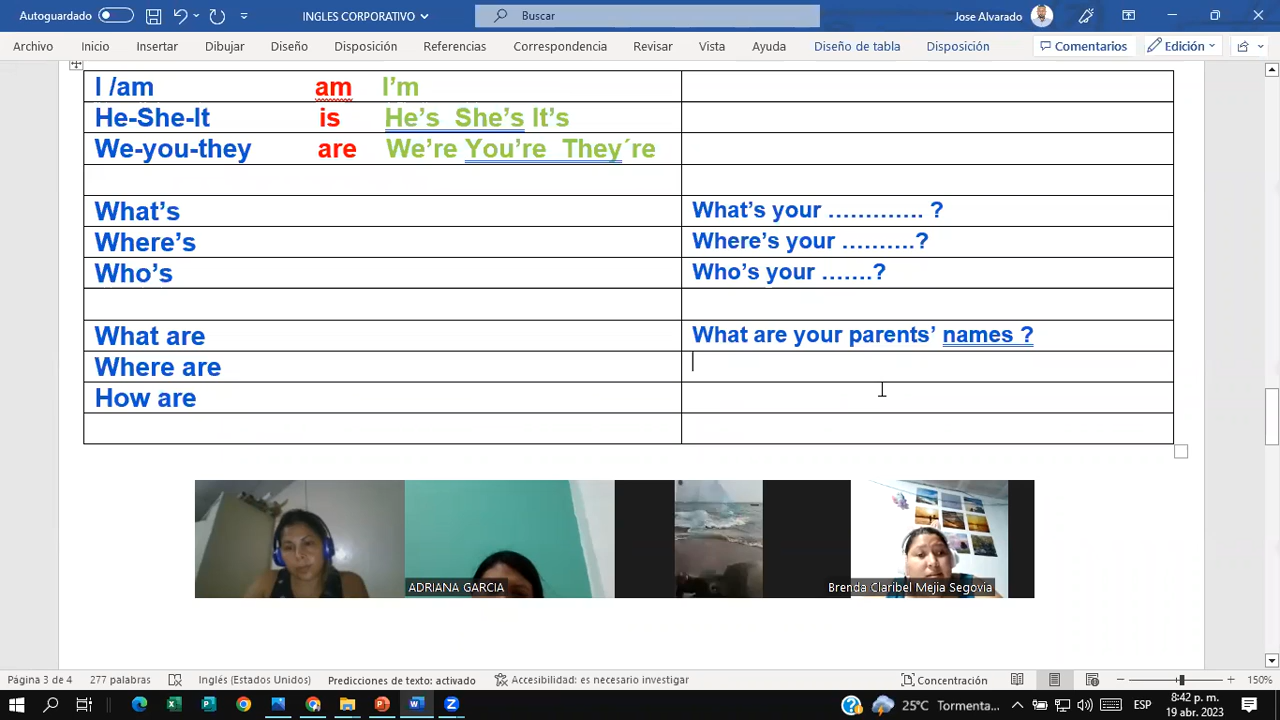 Autoguardado
INGLES CORPORATIVO
Buscar
Jose Alvarado
Archivo Inicio Insertar Dibujar Diseño Disposición Referencias Correspondencia Revisar Vista Ayuda Diseño de tabla Disposición Comentarios Edición
I /am am I’m
He-She-It is He’s She’s It’s
We-you-they are We’re You’re They´re
What’s What’s your …………. ?
Where’s Where’s your ……….?
Who’s Who’s your …….?
What are What are your parents’ names ?
Where are
How are
ADRIANA GARCIA
Brenda Claribel Mejia Segovia
Página 3 de 4 277 palabras Inglés (Estados Unidos) Predicciones de texto: activado Accesibilidad: es necesario investigar Concentración 150%
25°C Tormenta... ESP 8:42 p. m.
19 abr. 2023